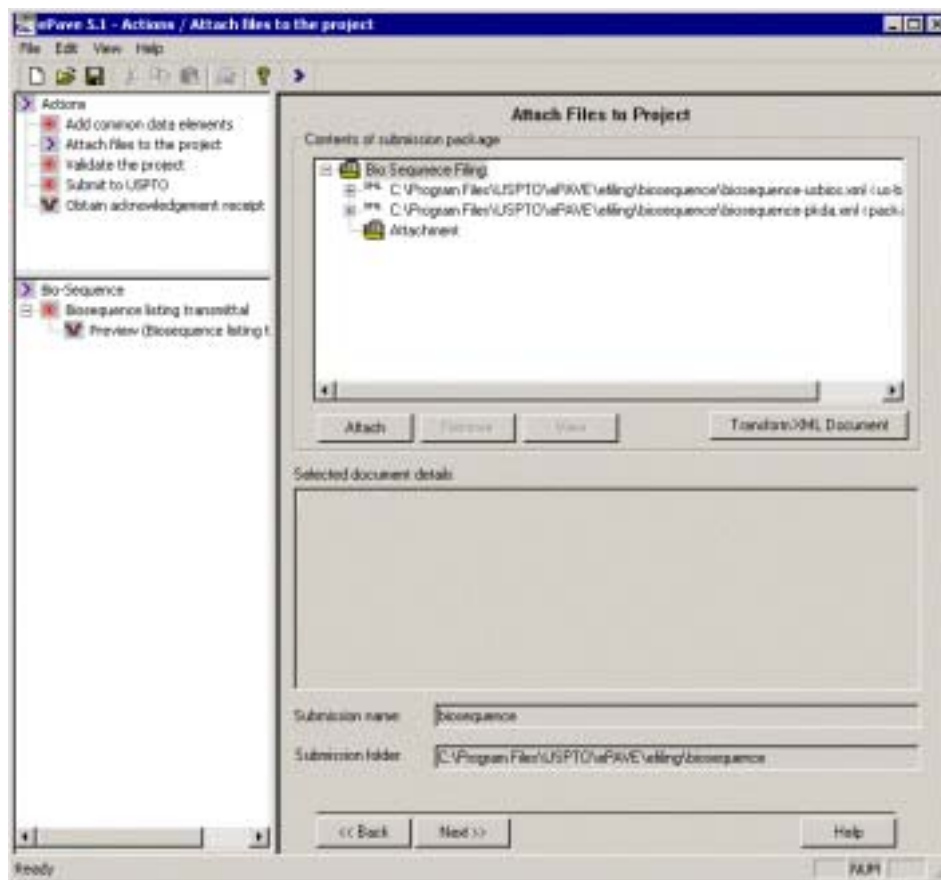 ePave 5.1 - Actions / Attach files to the project
File Edit View Help
Actions
Add common data elements
Attach files to the project
Validate the project
Submit to USPTO
Obtain acknowledgement receipt
Bio-Sequence
Biosequence listing transmittal
Preview (Biosequence listing t
Attach Files to Project
Contents of submission package
Bio Sequnece Filing
C:\Program Files\USPTO\ePAVE\efiling\biosequence\biosequence-usbios.xml <us-b
C:\Program Files\USPTO\ePAVE\efiling\biosequence\biosequence-pkda.xml <pack
Attachment
Attach Remove View Transform XML Document
Selected document details
Submission name: biosequence
Submission folder: C:\Program Files\USPTO\ePAVE\efiling\biosequence
<< Back Next >> Help
Ready NUM